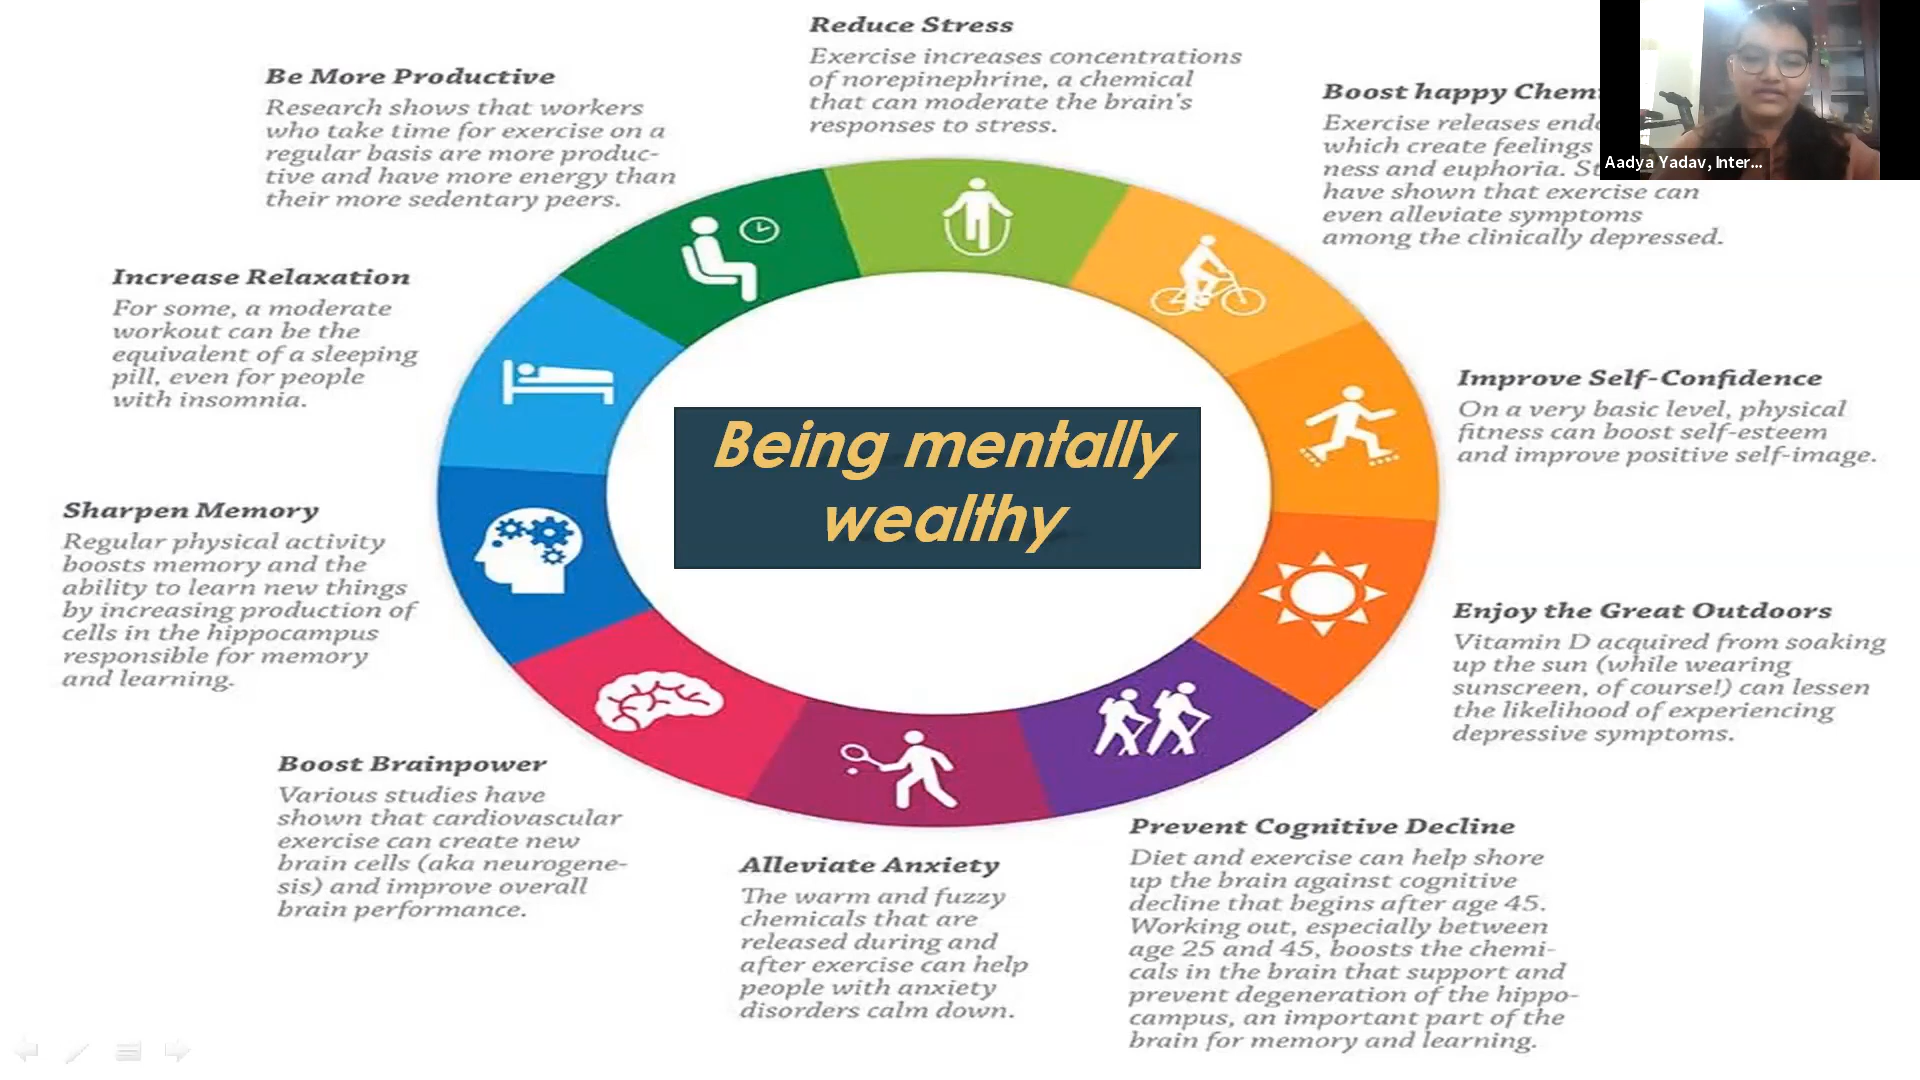 Reduce Stress
Exercise increases concentrations
of norepinephrine, a chemical
that can moderate the brain's
responses to stress.
Be More Productive
Research shows that workers
who take time for exercise on a
regular basis are more produc-
tive and have more energy than
their more sedentary peers.
Boost happy
Exercise releases
which create feelings
ness and euphoria.
have shown that exercise can
even alleviate symptoms
among the clinically depressed.
Aadya Yadav, Inter...
Increase Relaxation
For some, a moderate
workout can be the
equivalent of a sleeping
pill, even for people
with insomnia.
Improve Self-Confidence
On a very basic level, physical
fitness can boost self-esteem
and improve positive self-image.
Being mentally
wealthy
Sharpen Memory
Regular physical activity
boosts memory and the
ability to learn new things
by increasing production of
cells in the hippocampus
responsible for memory
and learning.
Enjoy the Great Outdoors
Vitamin D acquired from soaking
up the sun (while wearing
sunscreen, of course!) can lessen
the likelihood of experiencing
depressive symptoms.
Boost Brainpower
Various studies have
shown that cardiovascular
exercise can create new
brain cells (aka neurogene-
sis) and improve overall
brain performance.
Alleviate Anxiety
The warm and fuzzy
chemicals that are
released during and
after exercise can help
people with anxiety
disorders calm down.
Prevent Cognitive Decline
Diet and exercise can help shore
up the brain against cognitive
decline that begins after age 45.
Working out, especially between
age 25 and 45, boosts the chemi-
cals in the brain that support and
prevent degeneration of the hippo-
campus, an important part of the
brain for memory and learning.